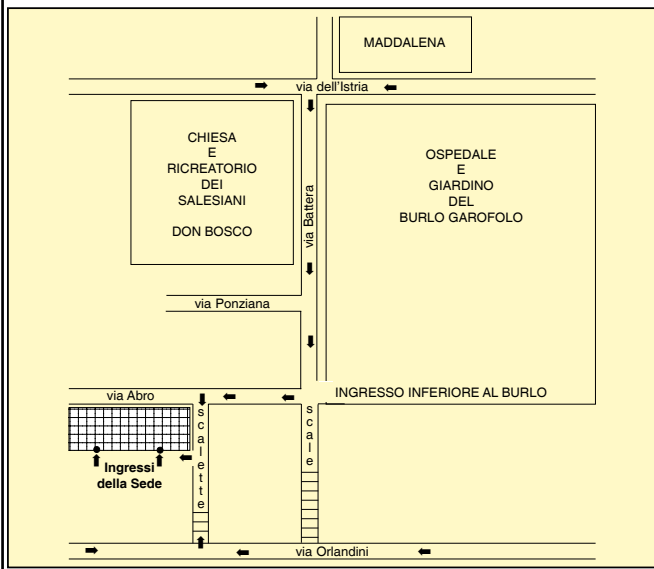 MADDALENA
via dell'Istria
CHIESA
E
RICREATORIO
DEI
SALESIANI
DON BOSCO
via Battera
OSPEDALE
E
GIARDINO
DEL
BURLO GAROFOLO
via Ponziana
via Abro
INGRESSO INFERIORE AL BURLO
scalette
scale
Ingressi
della Sede
via Orlandini